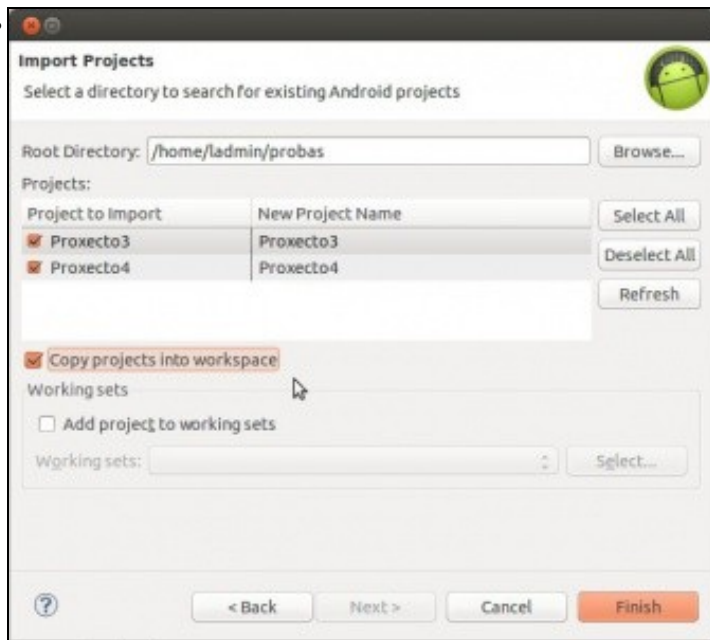 Import Projects
Select a directory to search for existing Android projects
Root Directory: /home/ladmin/probas Browse...
Projects:
Project to Import New Project Name Select All
Proxecto3 Proxecto3
Deselect All
Proxecto4 Proxecto4
Refresh
Copy projects into workspace
Working sets
Add project to working sets
Working sets: Select...
? < Back Next > Cancel Finish